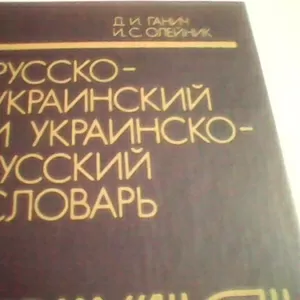 Д. И. ГАНИЧ
И. С. ОЛЕЙНИК
РУССКО-
УКРАИНСКИЙ
И УКРАИНСКО-
РУССКИЙ
СЛОВАРЬ